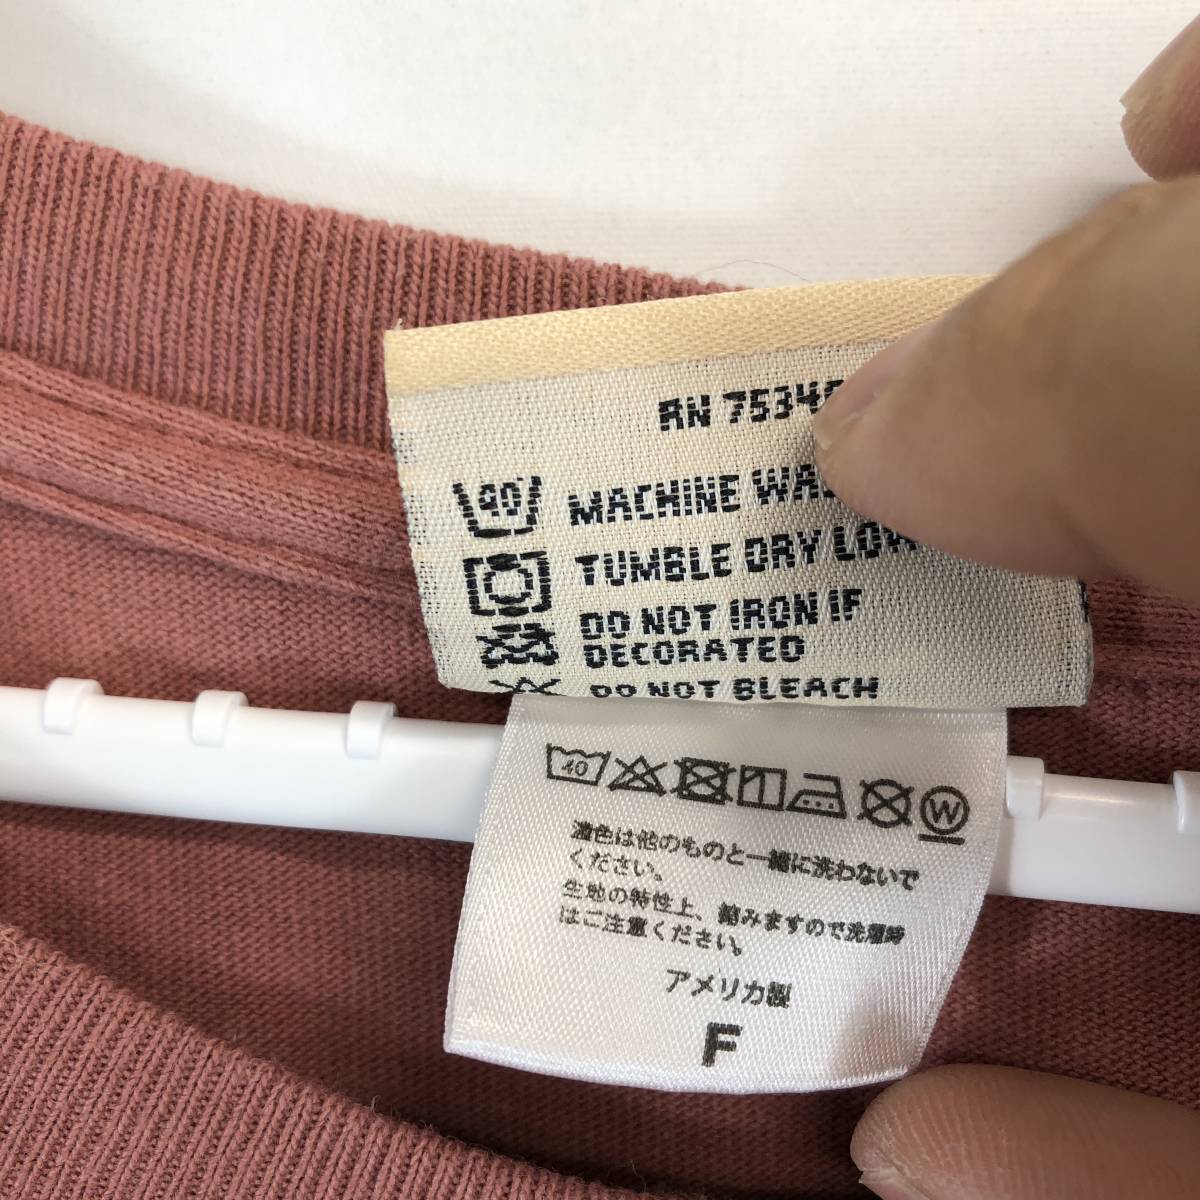 RN 7534
40 MACHINE
TUMBLE DRY LOW
DO NOT IRON IF
DECORATED
DO NOT BLEACH
40 W
濃色は他のものと一緒に洗わないで
ください。
生地の特性上、縮みますので洗濯時
はご注意ください。
アメリカ製
F